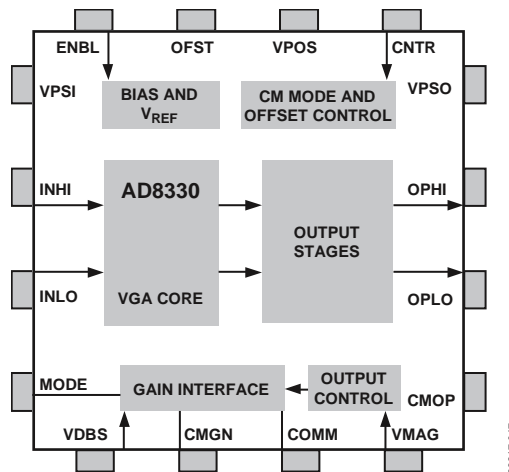 ENBL OFST VPOS CNTR
VPSI VPSO
BIAS AND
VREF
CM MODE AND
OFFSET CONTROL
INHI OPHI
AD8330
OUTPUT
STAGES
INLO OPLO
VGA CORE
MODE CMOP
GAIN INTERFACE
OUTPUT
CONTROL
VDBS CMGN COMM VMAG